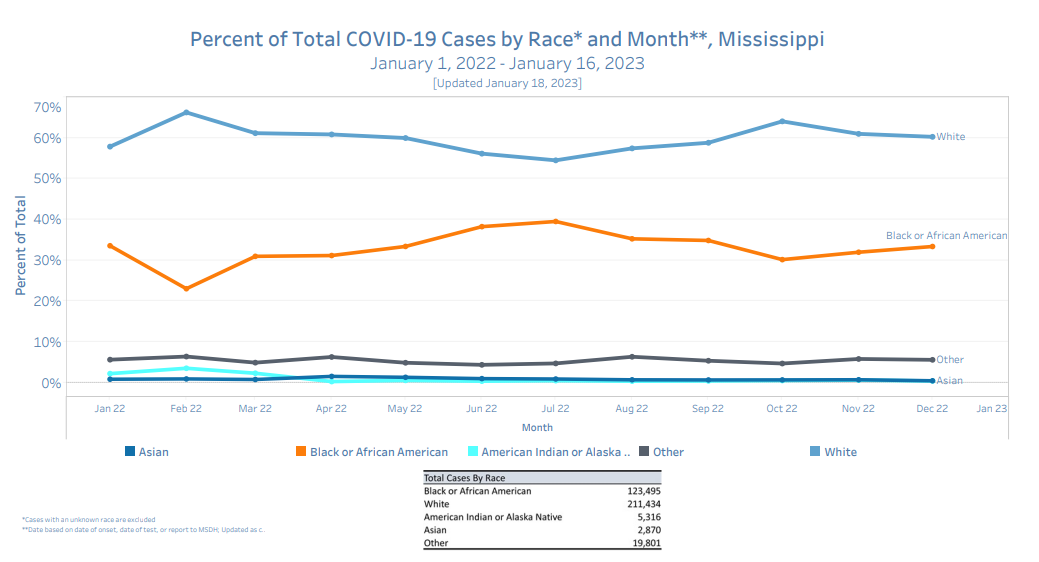 Percent of Total COVID-19 Cases by Race* and Month**, Mississippi
January 1, 2022 - January 16, 2023
[Updated January 18, 2023]
70%
60%
50%
40%
30%
20%
10%
0%
Percent of Total
White
Black or African American
Other
Asian
Jan 22 Feb 22 Mar 22 Apr 22 May 22 Jun 22 Jul 22 Aug 22 Sep 22 Oct 22 Nov 22 Dec 22 Jan 23
Month
Asian Black or African American American Indian or Alaska .. Other White
Total Cases By Race
Black or African American 123,495
White 211,434
American Indian or Alaska Native 5,316
Asian 2,870
Other 19,801
*Cases with an unknown race are excluded
**Date based on date of onset, date of test, or report to MSDH; Updated as c..